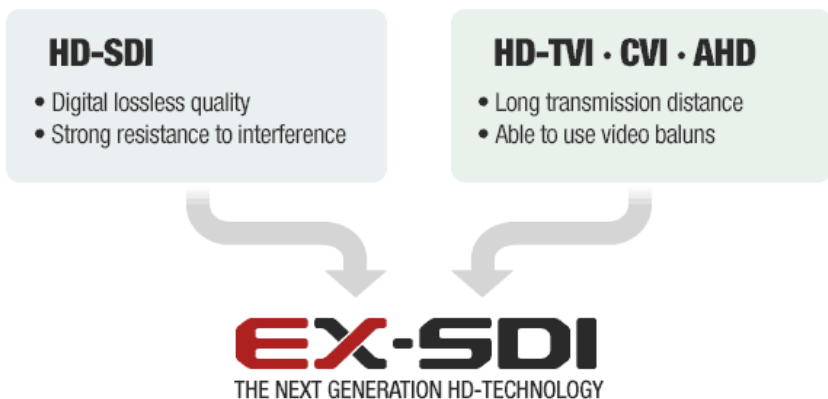 HD-SDI
• Digital lossless quality
• Strong resistance to interference
HD-TVI · CVI · AHD
• Long transmission distance
• Able to use video baluns
EX-SDI
THE NEXT GENERATION HD-TECHNOLOGY